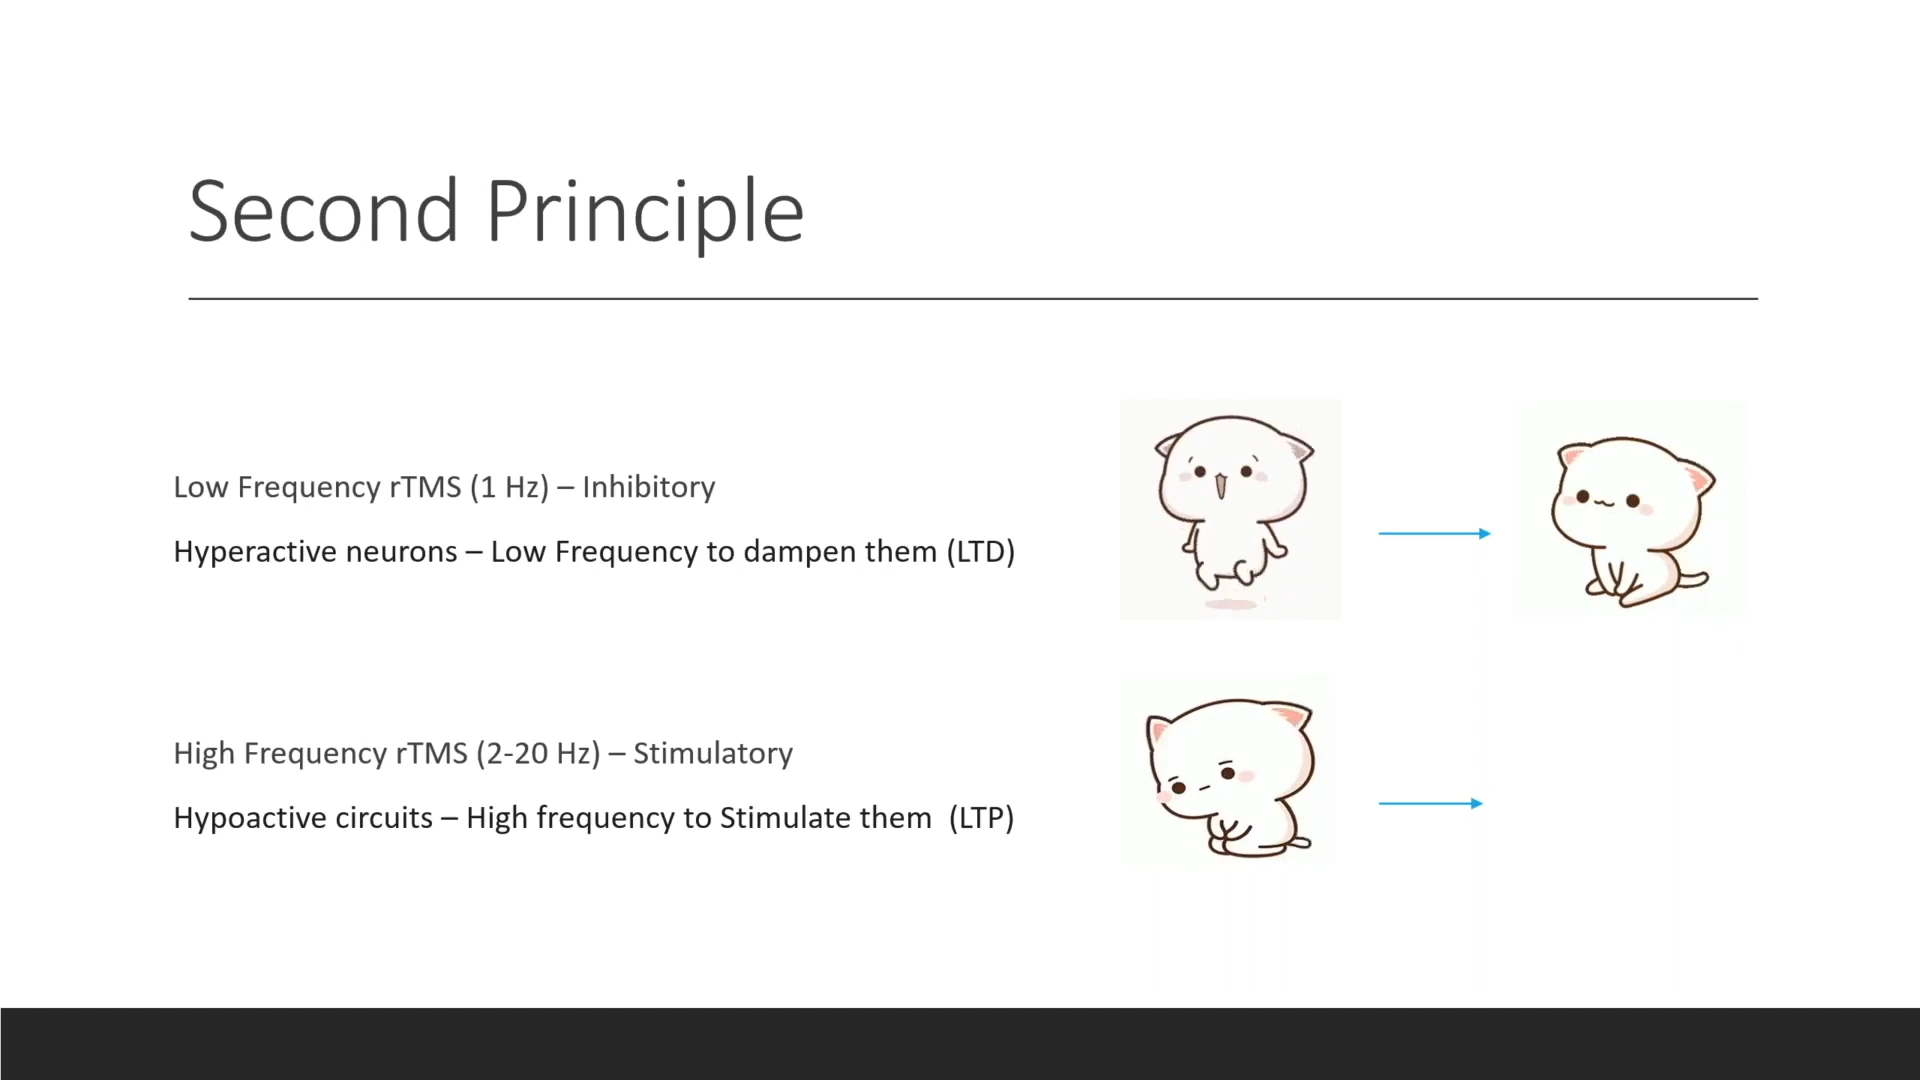 Second Principle
Low Frequency rTMS (1 Hz) – Inhibitory
Hyperactive neurons – Low Frequency to dampen them (LTD)
High Frequency rTMS (2-20 Hz) – Stimulatory
Hypoactive circuits – High frequency to Stimulate them  (LTP)